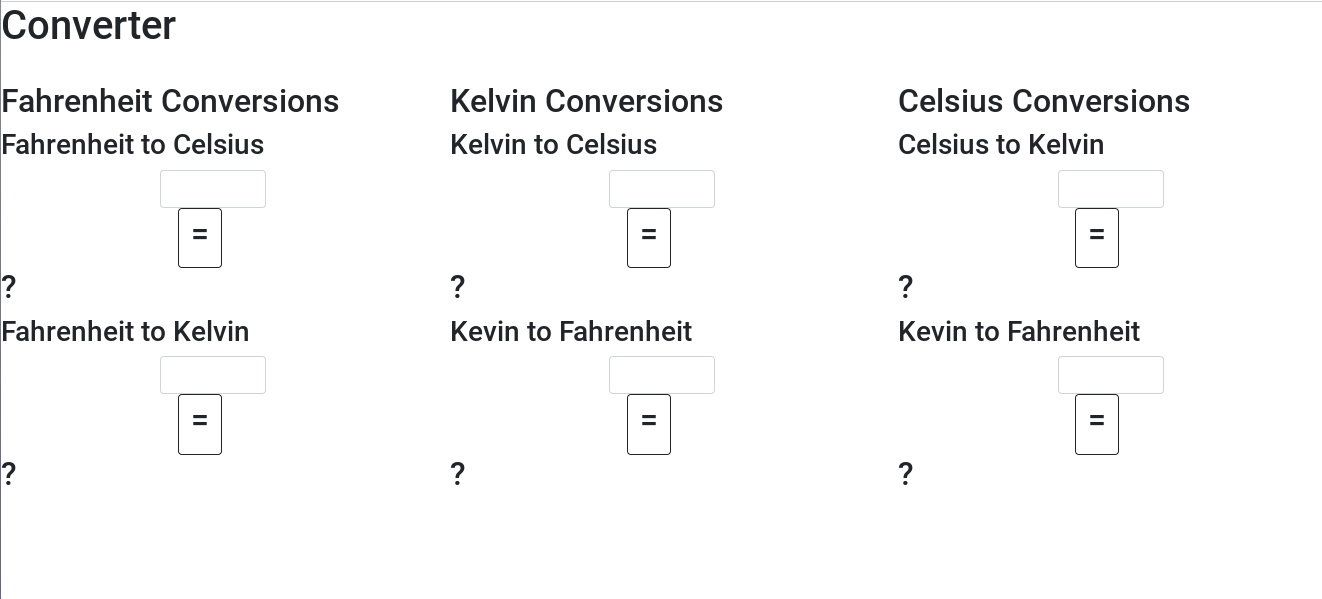 Converter
Fahrenheit Conversions
Fahrenheit to Celsius
=
?
Fahrenheit to Kelvin
=
?
Kelvin Conversions
Kelvin to Celsius
=
?
Kevin to Fahrenheit
=
?
Celsius Conversions
Celsius to Kelvin
=
?
Kevin to Fahrenheit
=
?